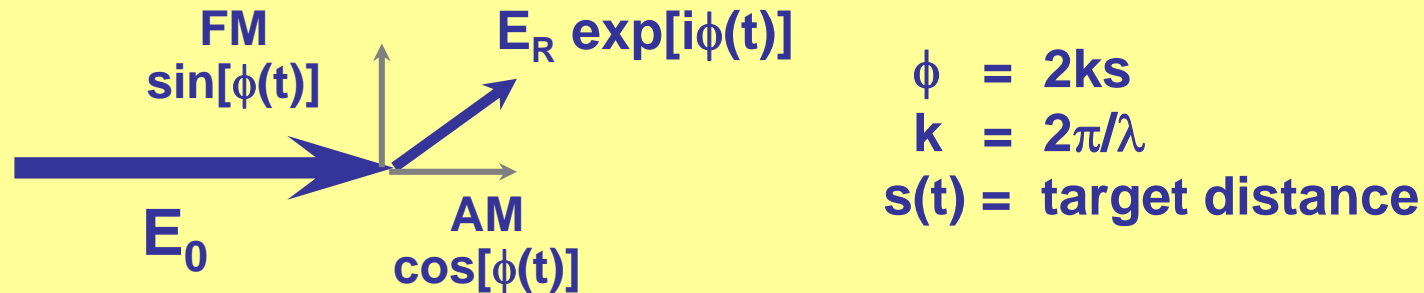 FM
sin[ϕ(t)]
E_R exp[iϕ(t)]
E_0
AM
cos[ϕ(t)]
ϕ = 2ks
k = 2π/λ
s(t) = target distance